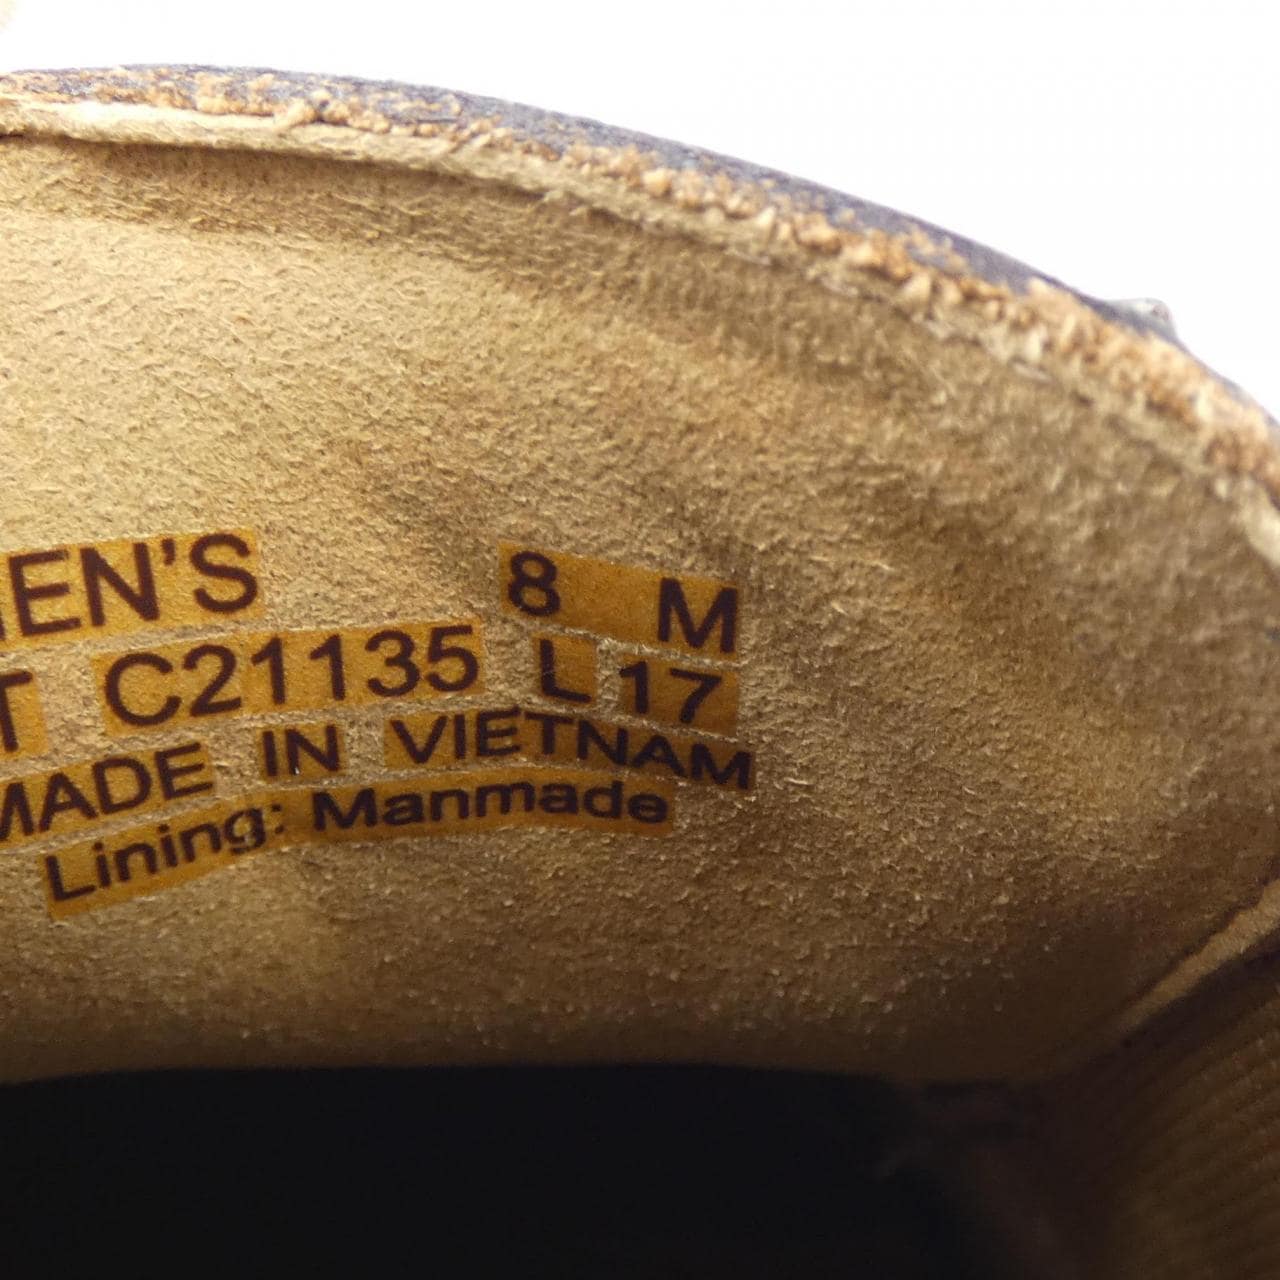 EN'S 8 M
T C21135 L17
MADE IN VIETNAM
Lining: Manmade